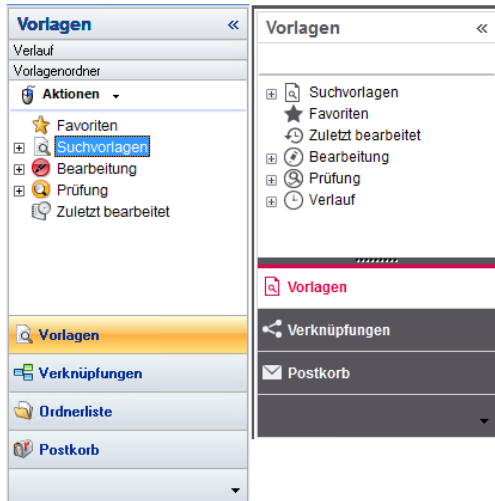 Vorlagen «
Verlauf
Vorlagenordner
Aktionen
Favoriten
Suchvorlagen
Bearbeitung
Prüfung
Zuletzt bearbeitet
Vorlagen
Verknüpfungen
Ordnerliste
Postkorb
Vorlagen «
Suchvorlagen
Favoriten
Zuletzt bearbeitet
Bearbeitung
Prüfung
Verlauf
Vorlagen
Verknüpfungen
Postkorb